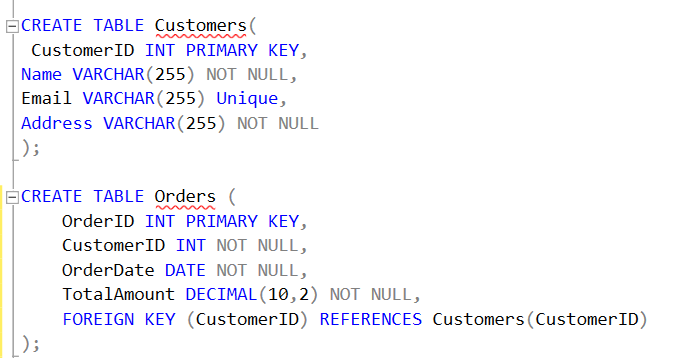 CREATE TABLE Customers(
 CustomerID INT PRIMARY KEY,
Name VARCHAR(255) NOT NULL,
Email VARCHAR(255) Unique,
Address VARCHAR(255) NOT NULL
);

CREATE TABLE Orders (
    OrderID INT PRIMARY KEY,
    CustomerID INT NOT NULL,
    OrderDate DATE NOT NULL,
    TotalAmount DECIMAL(10,2) NOT NULL,
    FOREIGN KEY (CustomerID) REFERENCES Customers(CustomerID)
);